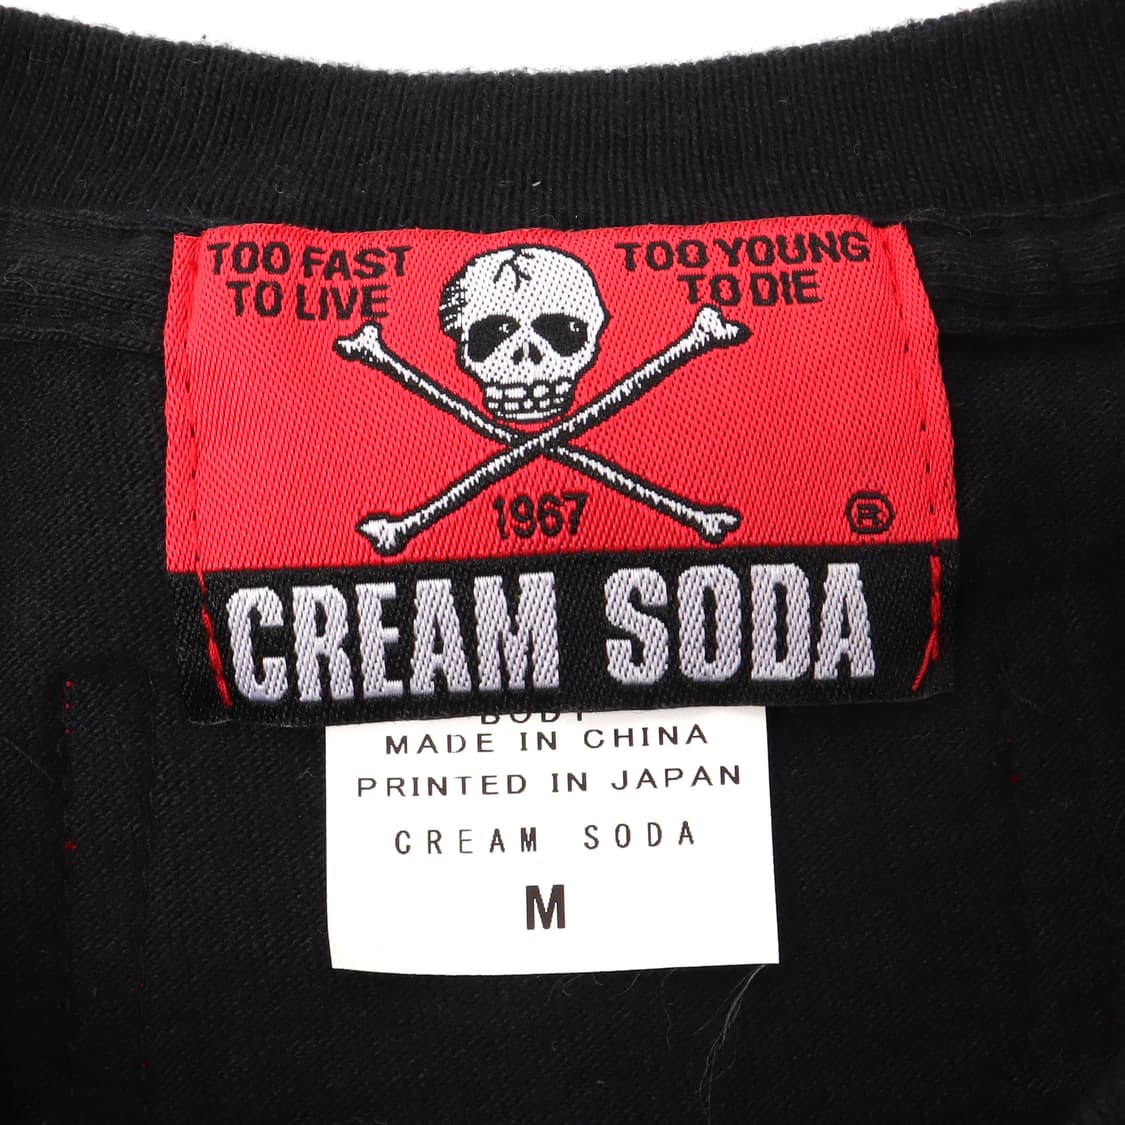 TOO FAST
TO LIVE
TOO YOUNG
TO DIE
1967
®
CREAM SODA
BODY
MADE IN CHINA
PRINTED IN JAPAN
CREAM SODA
M